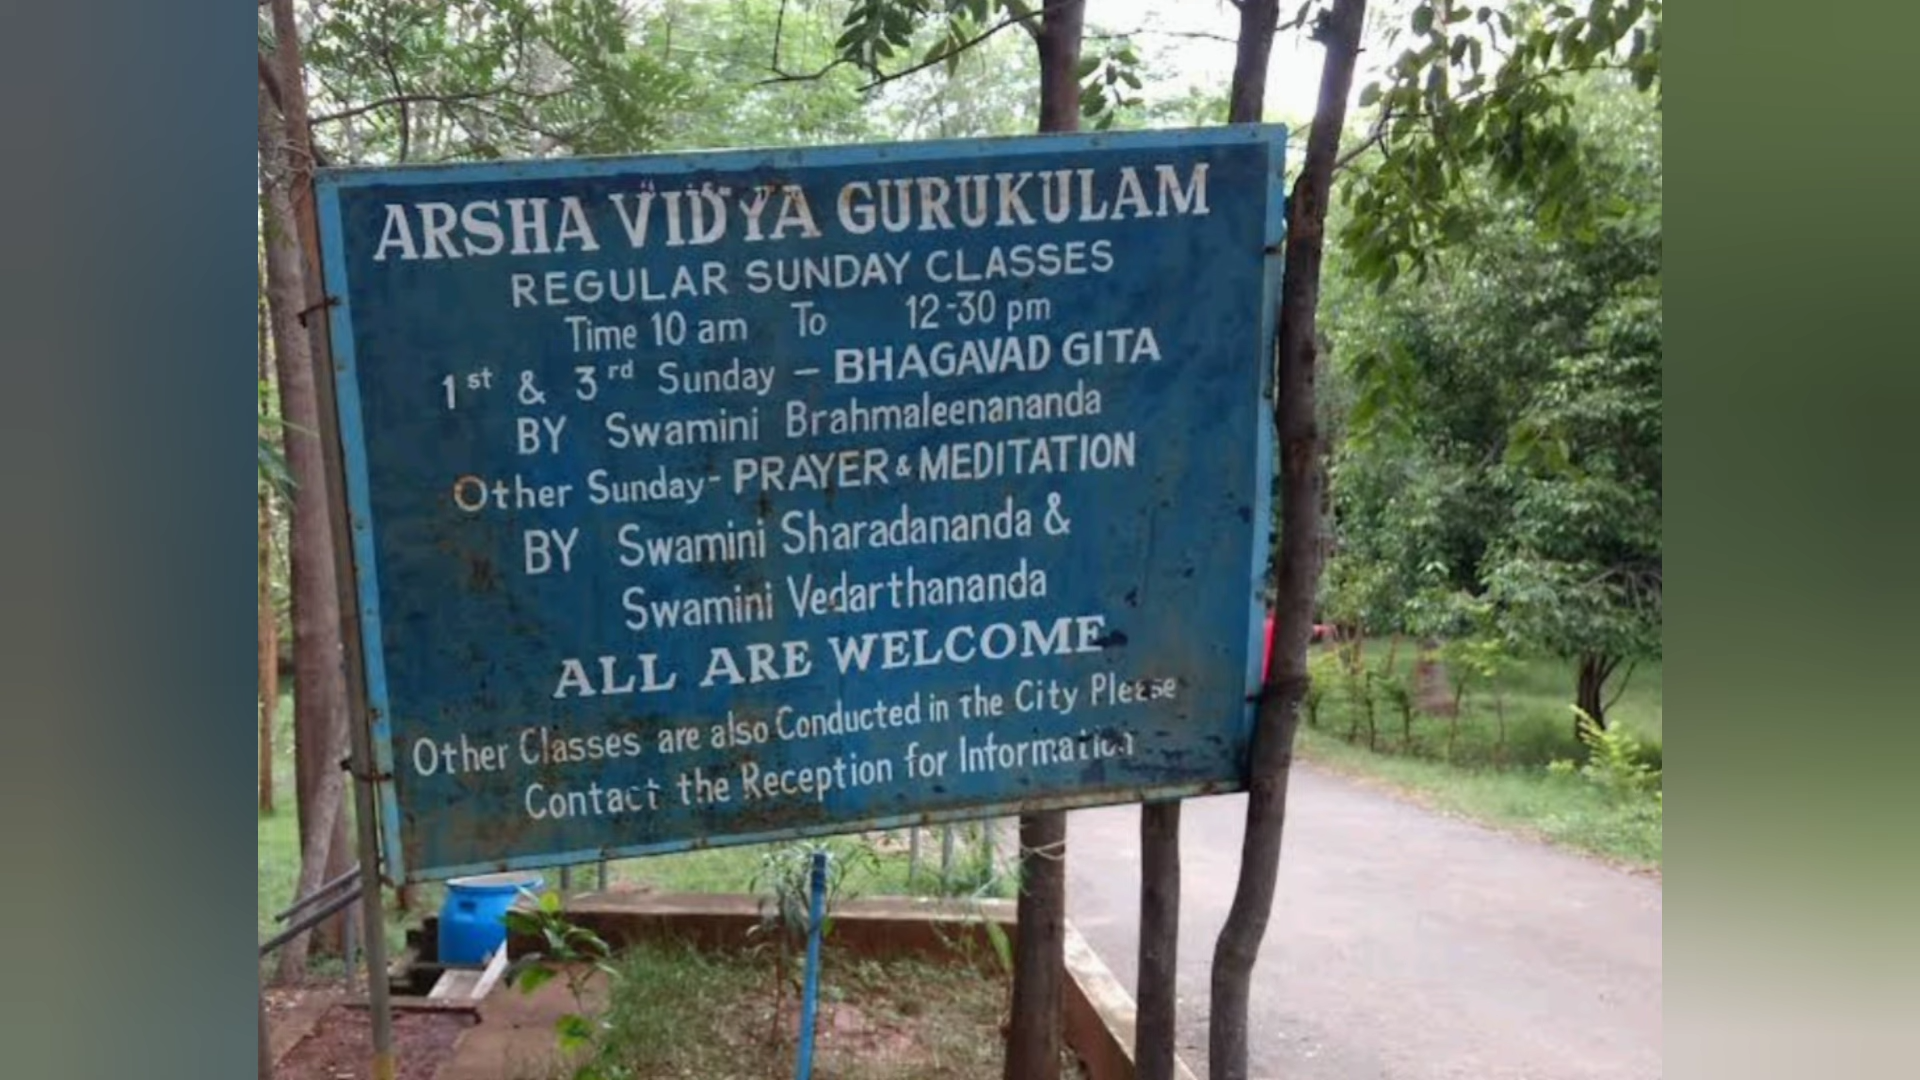 ARSHA VIDYA GURUKULAM
REGULAR SUNDAY CLASSES
Time 10 am To 12-30 pm
1st & 3rd Sunday – BHAGAVAD GITA
BY Swamini Brahmaleenananda
Other Sunday- PRAYER & MEDITATION
BY Swamini Sharadananda &
Swamini Vedarthananda
ALL ARE WELCOME
Other Classes are also Conducted in the City Please
Contact the Reception for Information